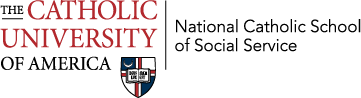 THE CATHOLIC
UNIVERSITY
OF AMERICA
National Catholic School
of Social Service